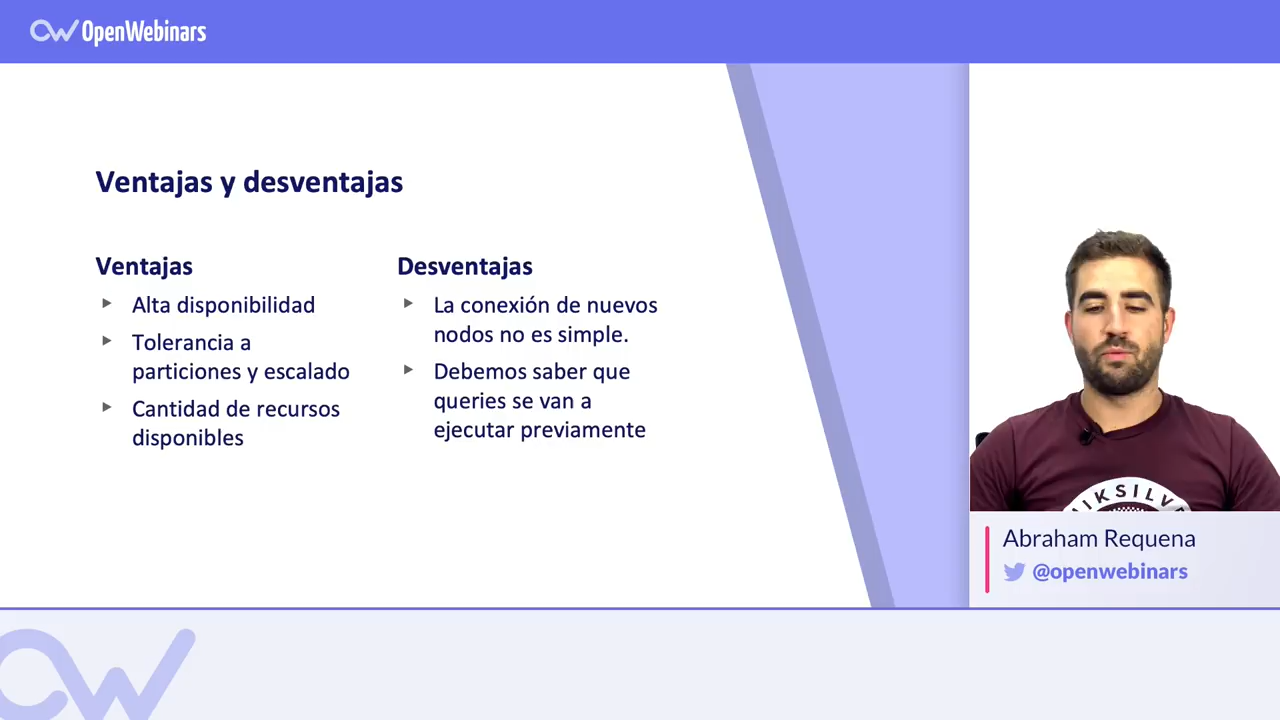 OpenWebinars
Ventajas y desventajas
Ventajas
Alta disponibilidad
Tolerancia a
particiones y escalado
Cantidad de recursos
disponibles
Desventajas
La conexión de nuevos
nodos no es simple.
Debemos saber que
queries se van a
ejecutar previamente
IKSILVE
Abraham Requena
@openwebinars